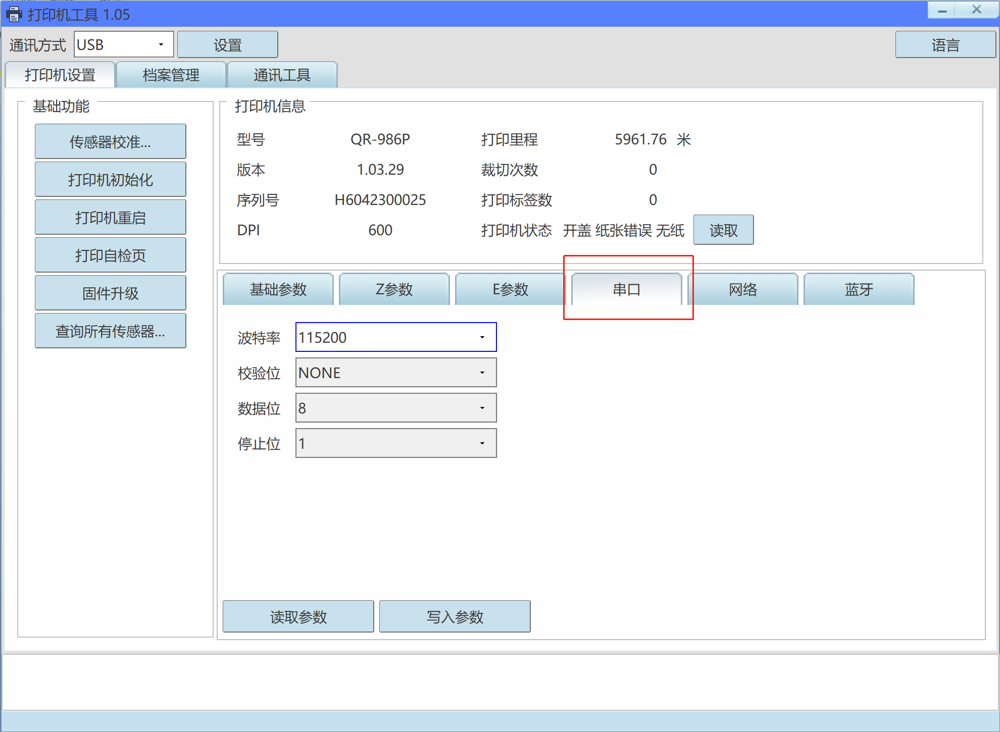 打印机工具 1.05
通讯方式 USB 设置 语言
打印机设置 档案管理 通讯工具
基础功能
传感器校准...
打印机初始化
打印机重启
打印自检页
固件升级
查询所有传感器...
打印机信息
型号 QR-986P 打印里程 5961.76 米
版本 1.03.29 裁切次数 0
序列号 H6042300025 打印标签数 0
DPI 600 打印机状态 开盖 纸张错误 无纸 读取
基础参数 Z参数 E参数 串口 网络 蓝牙
波特率 115200
校验位 NONE
数据位 8
停止位 1
读取参数 写入参数